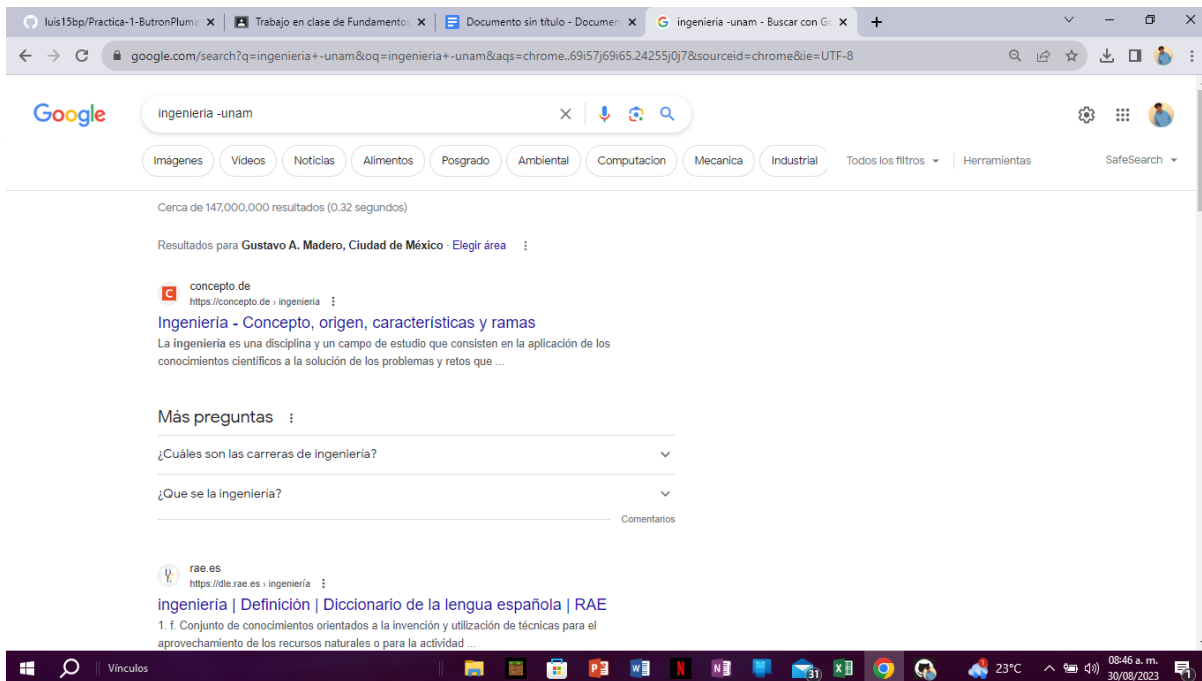 luis15bp/Practica-1-ButronPluma
Trabajo en clase de Fundamento
Documento sin título - Documen
ingenieria -unam - Buscar con Go
google.com/search?q=ingenieria+-unam&oq=ingenieria+-unam&aqs=chrome..69i57j69i65.24255j0j7&sourceid=chrome&ie=UTF-8
Google
ingenieria -unam
Imágenes Videos Noticias Alimentos Posgrado Ambiental Computacion Mecanica Industrial Todos los filtros Herramientas SafeSearch
Cerca de 147,000,000 resultados (0.32 segundos)
Resultados para Gustavo A. Madero, Ciudad de México · Elegir área
concepto.de
https://concepto.de › ingenieria
Ingeniería - Concepto, origen, características y ramas
La ingeniería es una disciplina y un campo de estudio que consisten en la aplicación de los
conocimientos científicos a la solución de los problemas y retos que ...
Más preguntas
¿Cuáles son las carreras de ingeniería?
¿Que se la ingeniería?
Comentarios
rae.es
https://dle.rae.es › ingeniería
ingeniería | Definición | Diccionario de la lengua española | RAE
1. f. Conjunto de conocimientos orientados a la invención y utilización de técnicas para el
aprovechamiento de los recursos naturales o para la actividad ...
Vínculos
31
23°C
08:46 a. m.
30/08/2023
1